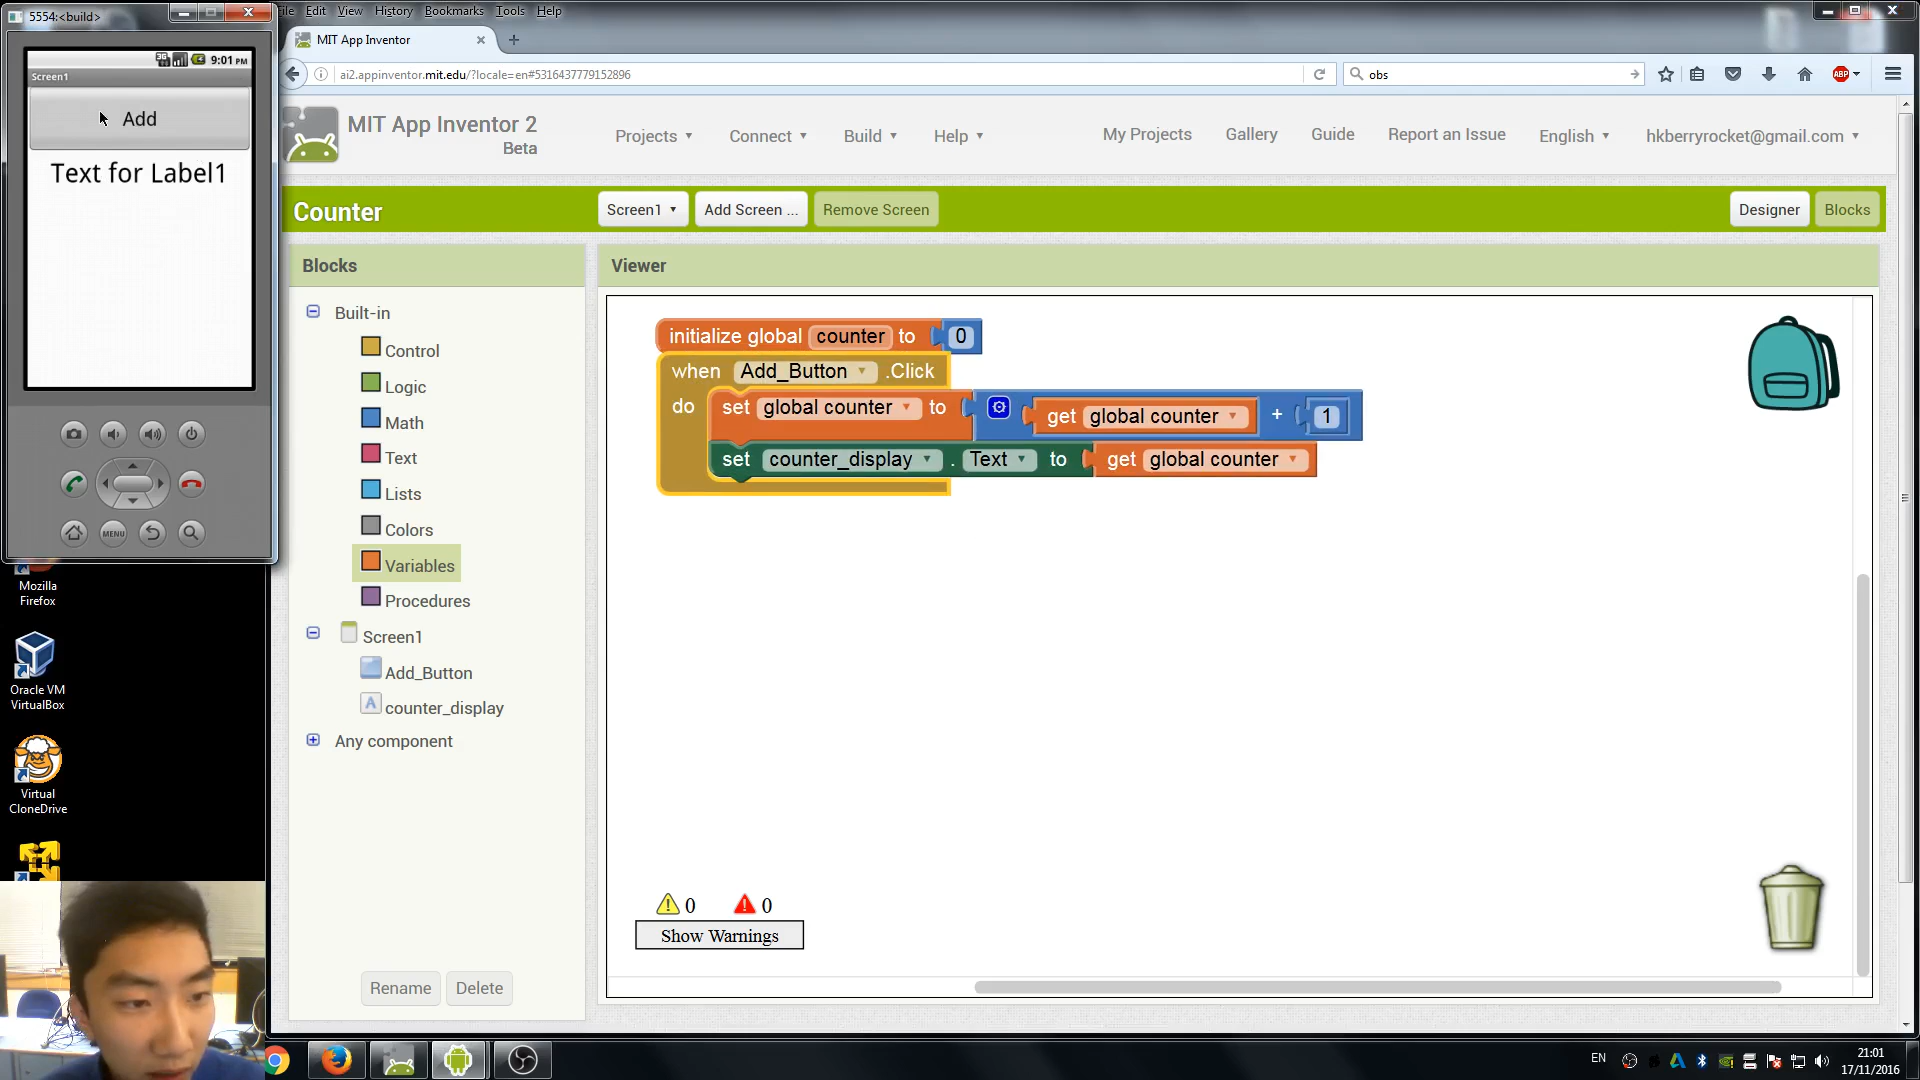 5554:<build>
File Edit View History Bookmarks Tools Help
MIT App Inventor
ai2.appinventor.mit.edu/?locale=en#5316437779152896
obs
ABP
3G 9:01 PM
Screen1
Add
Text for Label1
MENU
MIT App Inventor 2
Beta
Projects Connect Build Help
My Projects Gallery Guide Report an Issue English hkberryrocket@gmail.com
Counter
Screen1 Add Screen ... Remove Screen
Designer Blocks
Blocks
Viewer
Built-in
Control
Logic
Math
Text
Lists
Colors
Variables
Procedures
Screen1
Add_Button
A counter_display
Any component
Rename Delete
initialize global counter to 0
when Add_Button .Click
do set global counter to get global counter + 1
set counter_display . Text to get global counter
0 0
Show Warnings
Mozilla
Firefox
Oracle VM
VirtualBox
Virtual
CloneDrive
EN
21:01
17/11/2016